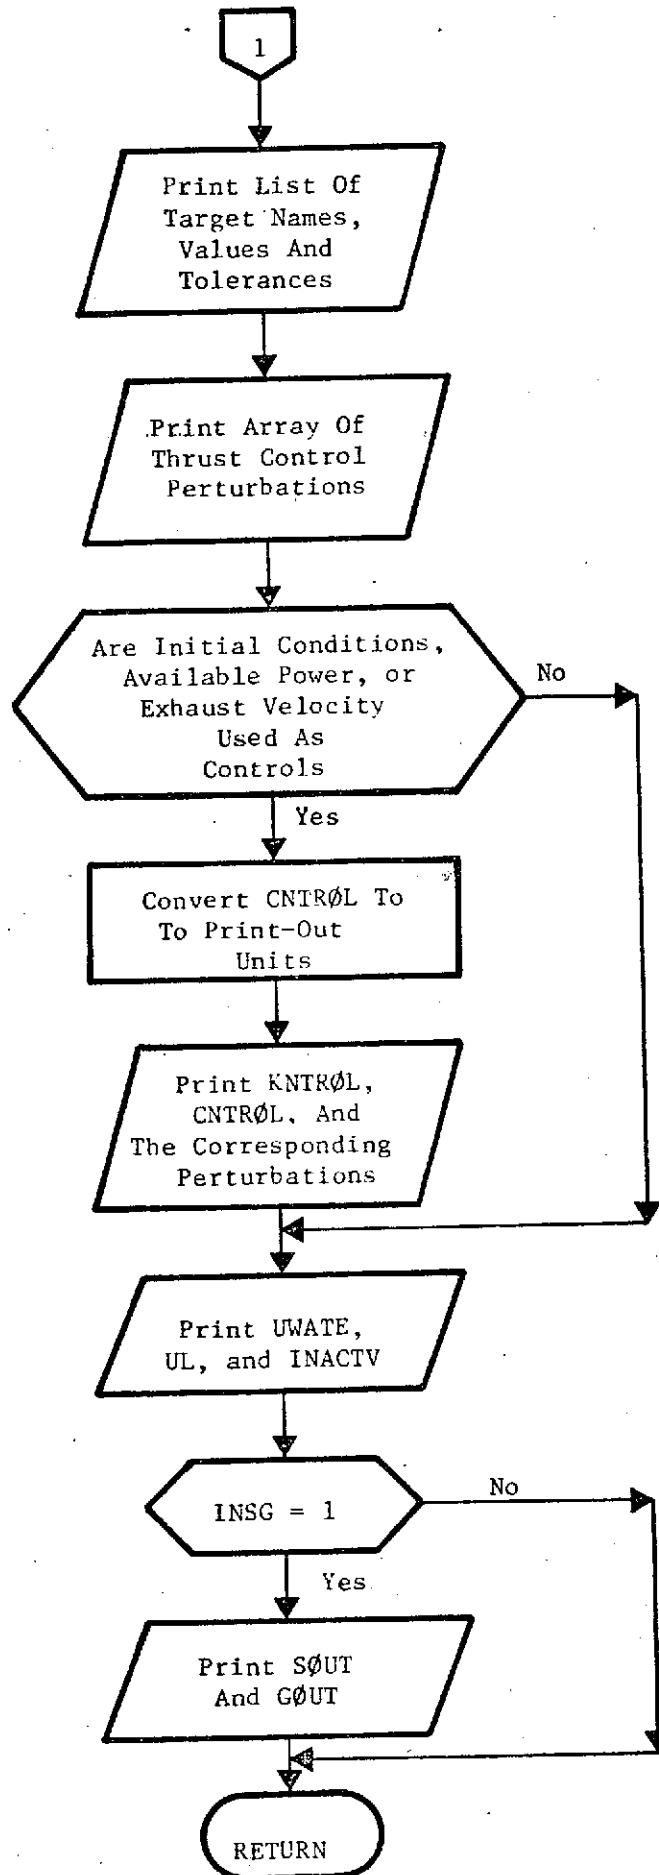 1
Print List Of
Target Names,
Values And
Tolerances
Print Array Of
Thrust Control
Perturbations
Are Initial Conditions,
Available Power, or
Exhaust Velocity
Used As
Controls
No
Yes
Convert CNTRØL To
To Print-Out
Units
Print KNTRØL,
CNTRØL, And
The Corresponding
Perturbations
Print UWATE,
UL, and INACTV
INSG = 1
No
Yes
Print SØUT
And GØUT
RETURN